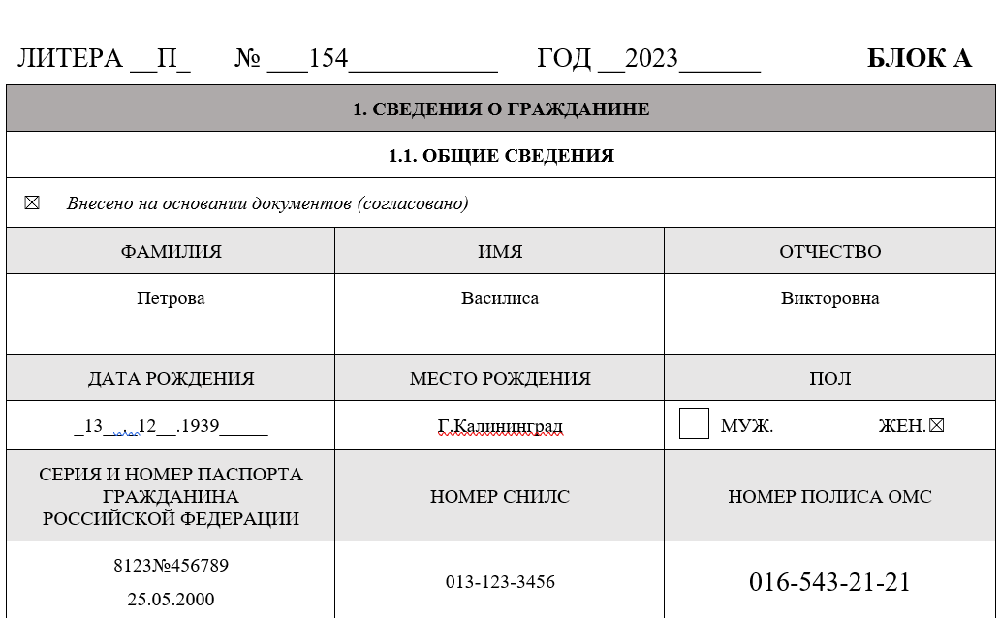 ЛИТЕРА __П_ № ___154___________ ГОД __2023______ БЛОК А
1. СВЕДЕНИЯ О ГРАЖДАНИНЕ
1.1. ОБЩИЕ СВЕДЕНИЯ
☒ Внесено на основании документов (согласовано)
ФАМИЛИЯ ИМЯ ОТЧЕСТВО
Петрова Василиса Викторовна
ДАТА РОЖДЕНИЯ МЕСТО РОЖДЕНИЯ ПОЛ
_13__.__12__.1939_____ Г.Калининград МУЖ. ЖЕН.☒
СЕРИЯ И НОМЕР ПАСПОРТА
ГРАЖДАНИНА
РОССИЙСКОЙ ФЕДЕРАЦИИ
НОМЕР СНИЛС НОМЕР ПОЛИСА ОМС
8123№456789
25.05.2000
013-123-3456 016-543-21-21